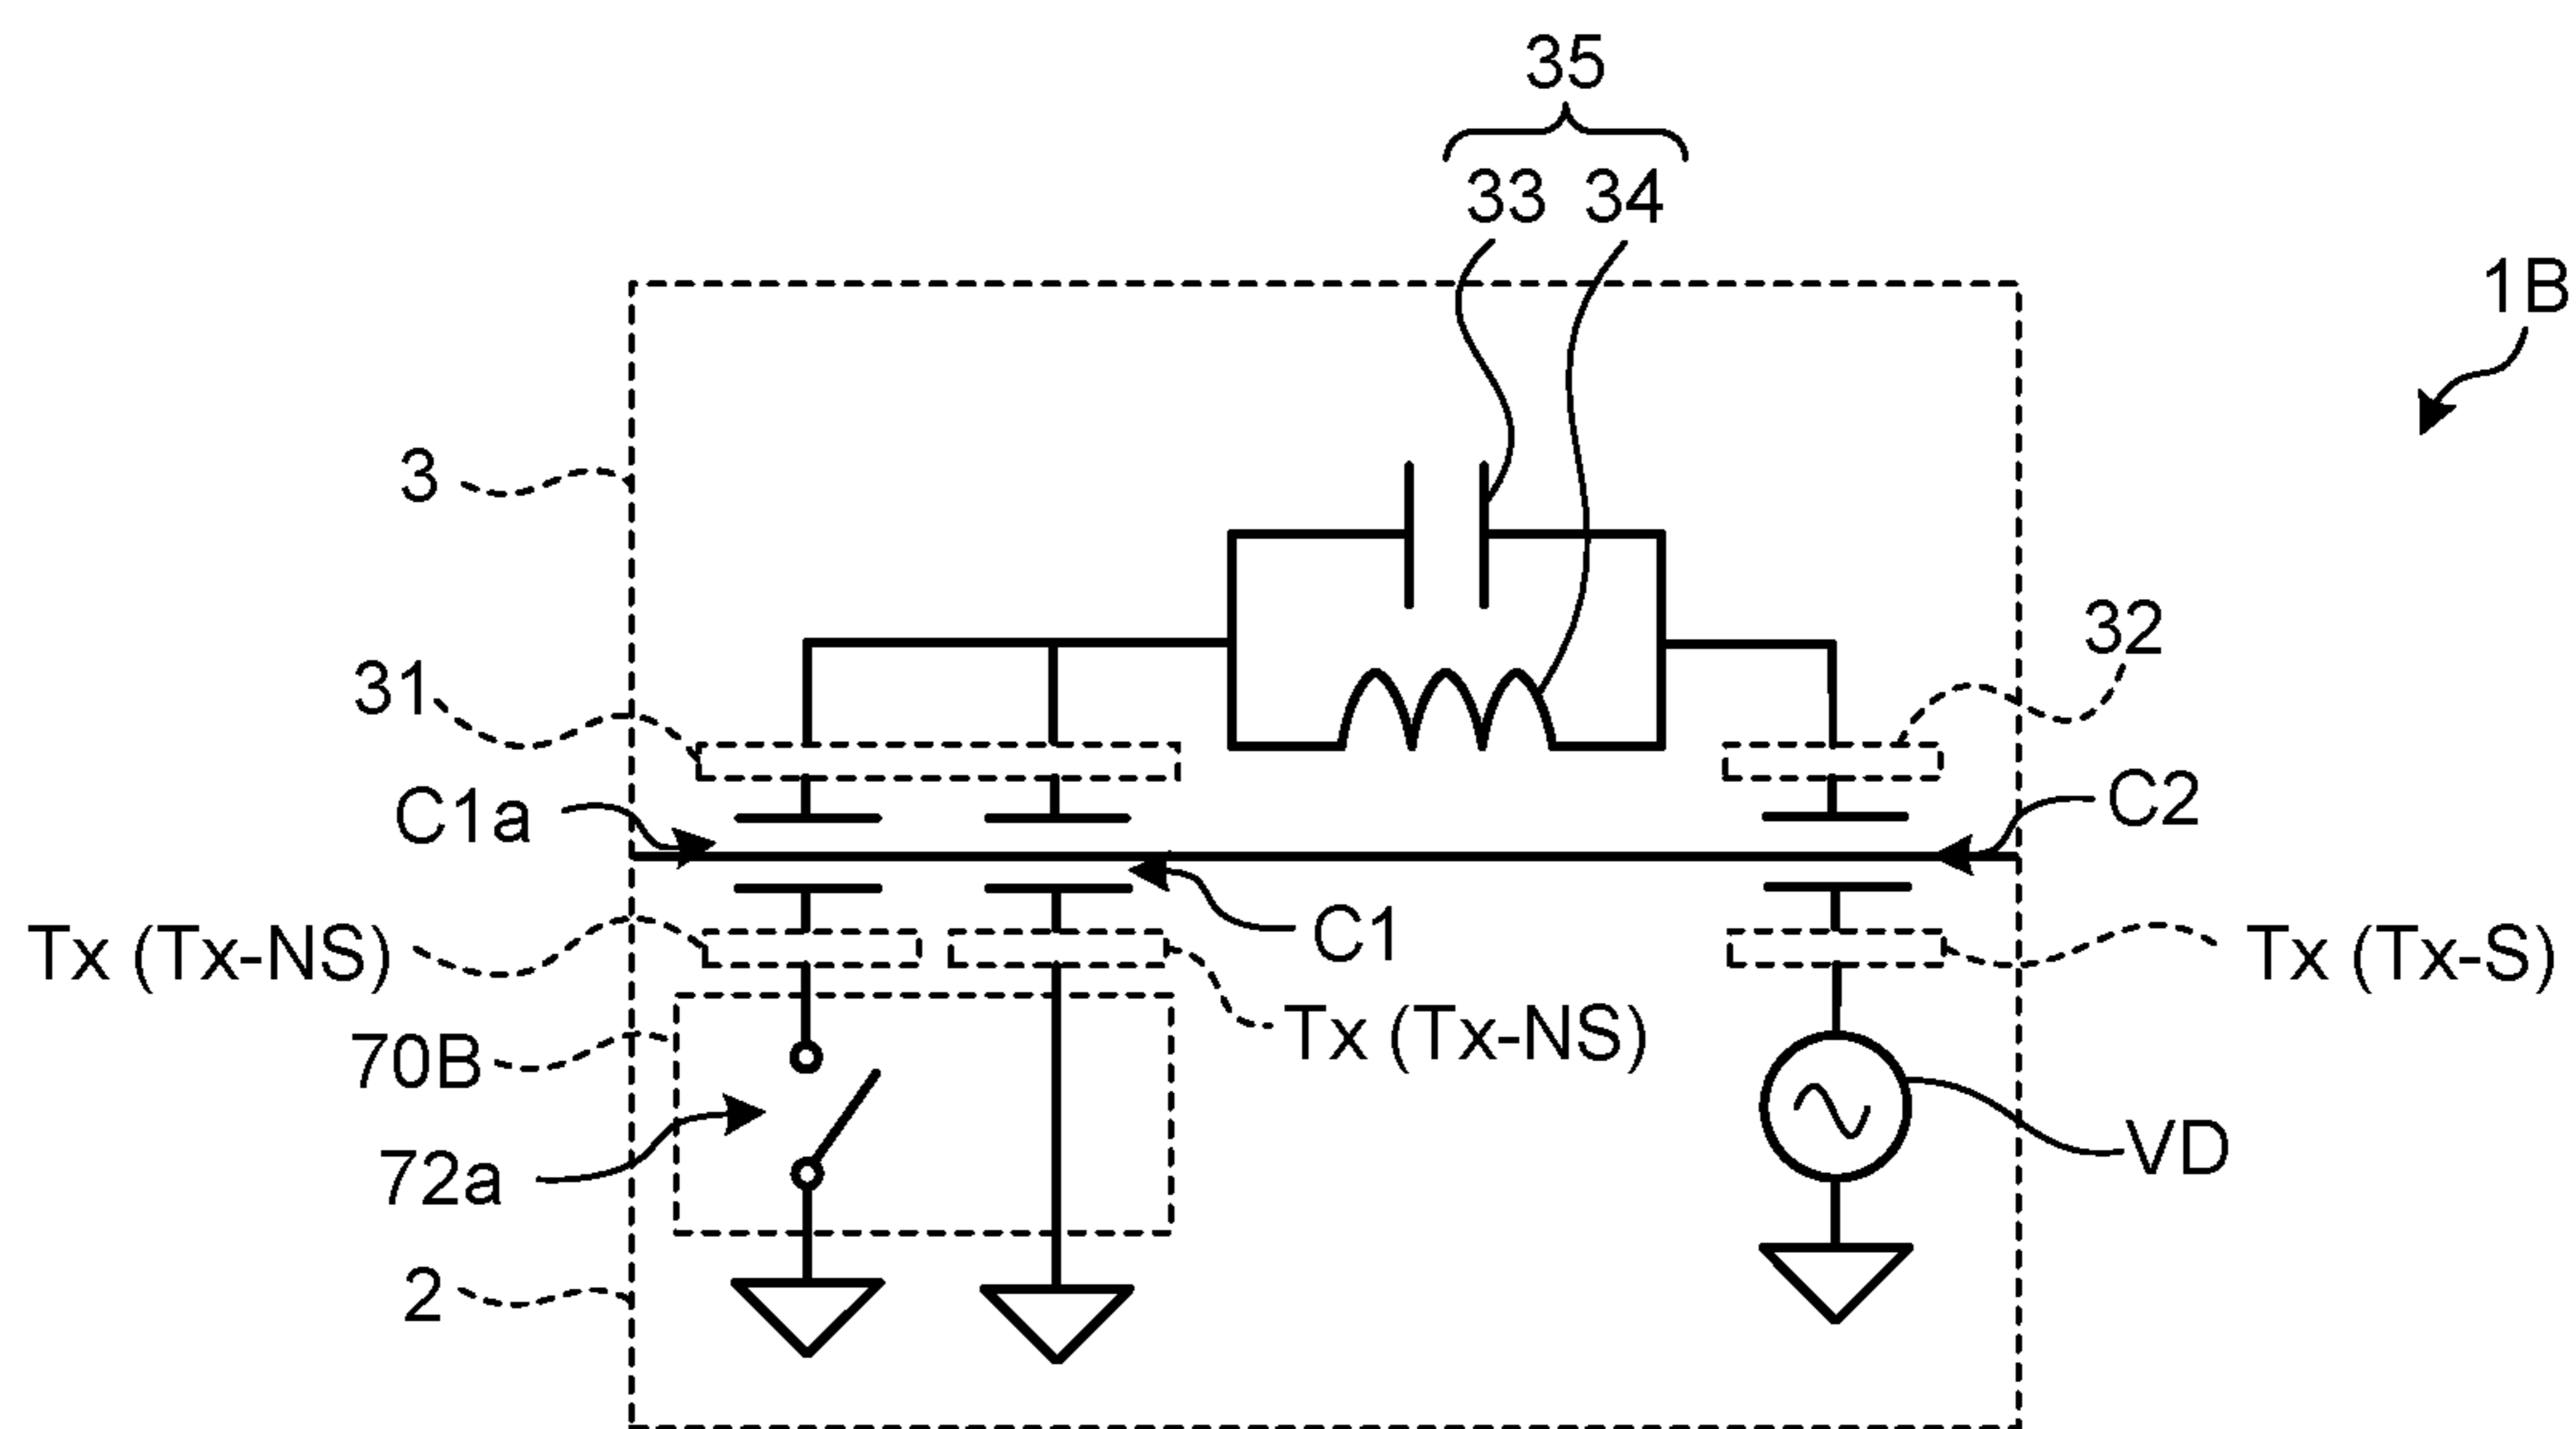 35
33 34
1B
3
32
31
C1a
C2
C1
Tx (Tx-NS)
Tx (Tx-S)
Tx (Tx-NS)
70B
VD
72a
2